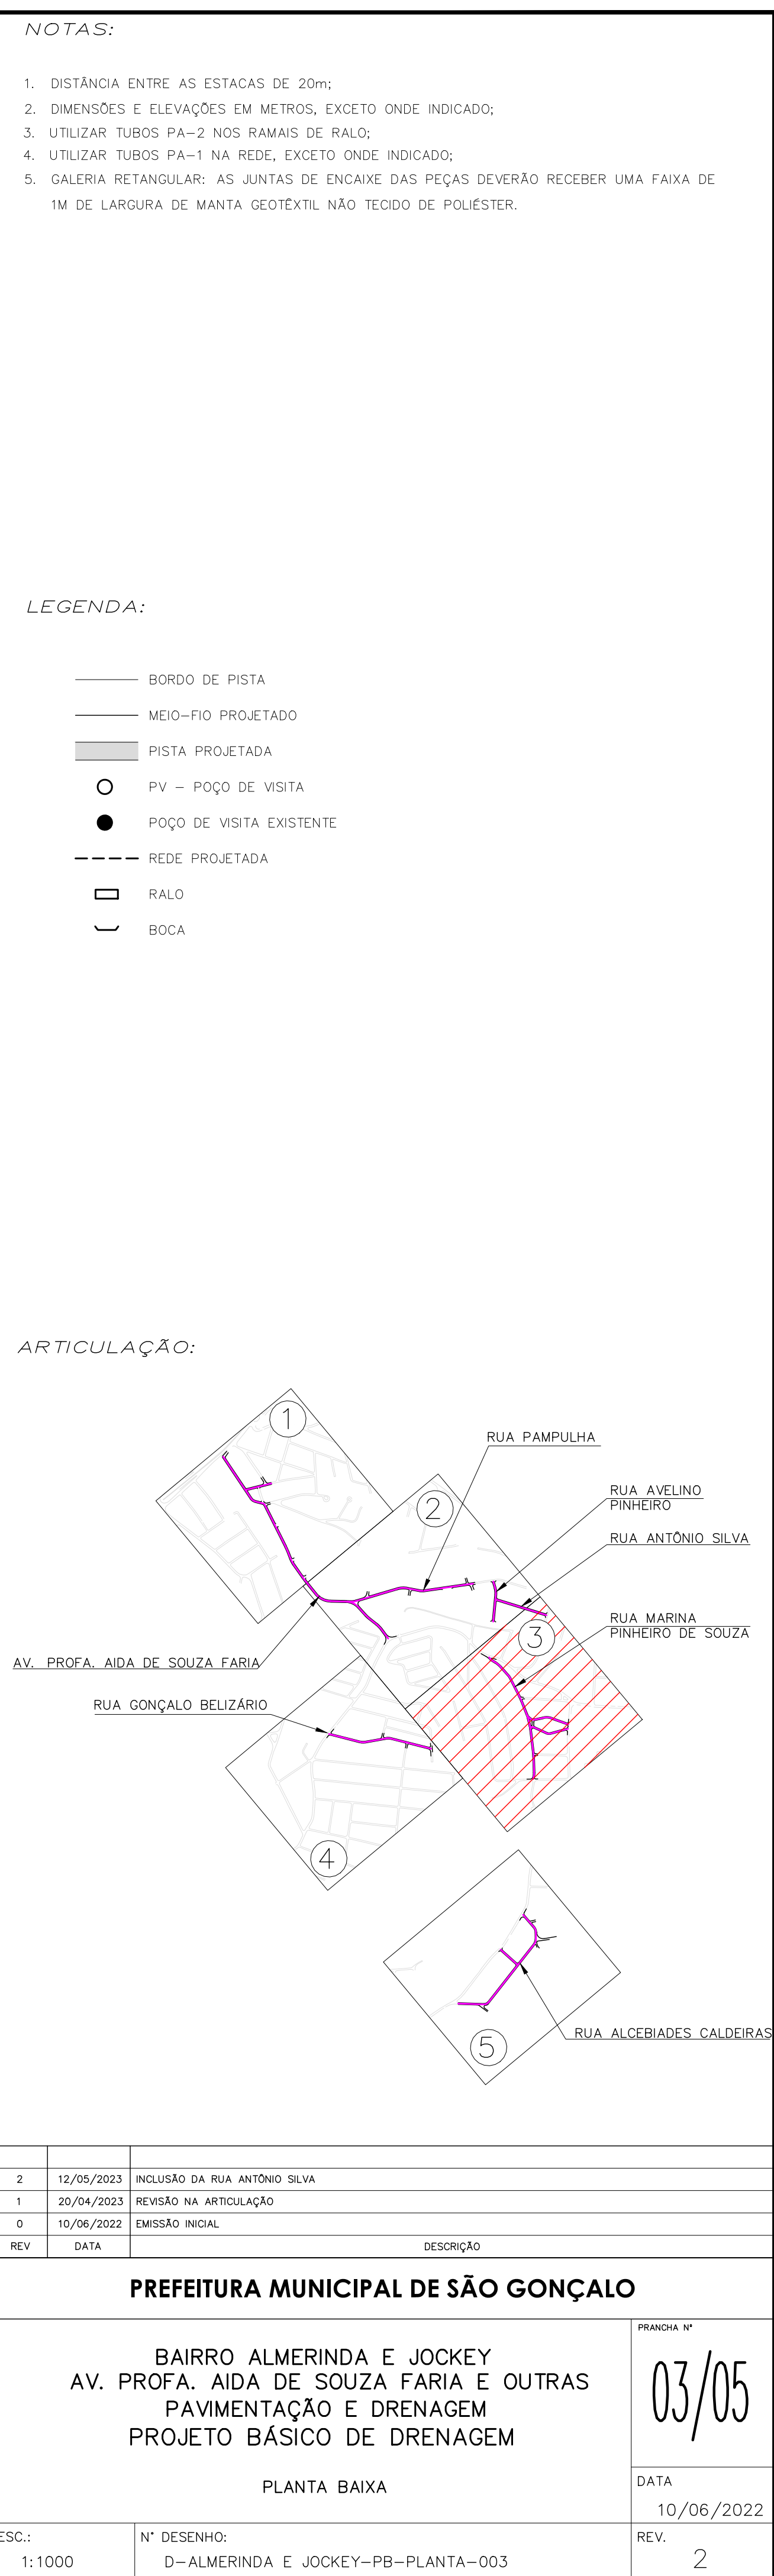 NOTAS:
1. DISTÂNCIA ENTRE AS ESTACAS DE 20m;
2. DIMENSÕES E ELEVAÇÕES EM METROS, EXCETO ONDE INDICADO;
3. UTILIZAR TUBOS PA-2 NOS RAMAIS DE RALO;
4. UTILIZAR TUBOS PA-1 NA REDE, EXCETO ONDE INDICADO;
5. GALERIA RETANGULAR: AS JUNTAS DE ENCAIXE DAS PEÇAS DEVERÃO RECEBER UMA FAIXA DE
1M DE LARGURA DE MANTA GEOTÊXTIL NÃO TECIDO DE POLIÉSTER.
LEGENDA:
BORDO DE PISTA
MEIO-FIO PROJETADO
PISTA PROJETADA
PV - POÇO DE VISITA
POÇO DE VISITA EXISTENTE
REDE PROJETADA
RALO
BOCA
ARTICULAÇÃO:
1
RUA PAMPULHA
2
RUA AVELINO
PINHEIRO
RUA ANTÔNIO SILVA
3
RUA MARINA
PINHEIRO DE SOUZA
AV. PROFA. AIDA DE SOUZA FARIA
RUA GONÇALO BELIZÁRIO
4
5
RUA ALCEBIADES CALDEIRAS
2 12/05/2023 INCLUSÃO DA RUA ANTÔNIO SILVA
1 20/04/2023 REVISÃO NA ARTICULAÇÃO
0 10/06/2022 EMISSÃO INICIAL
REV DATA DESCRIÇÃO
PREFEITURA MUNICIPAL DE SÃO GONÇALO
BAIRRO ALMERINDA E JOCKEY
AV. PROFA. AIDA DE SOUZA FARIA E OUTRAS
PAVIMENTAÇÃO E DRENAGEM
PROJETO BÁSICO DE DRENAGEM
PLANTA BAIXA
PRANCHA N°
03/05
DATA
10/06/2022
ESC.:
1:1000
N° DESENHO:
D-ALMERINDA E JOCKEY-PB-PLANTA-003
REV.
2